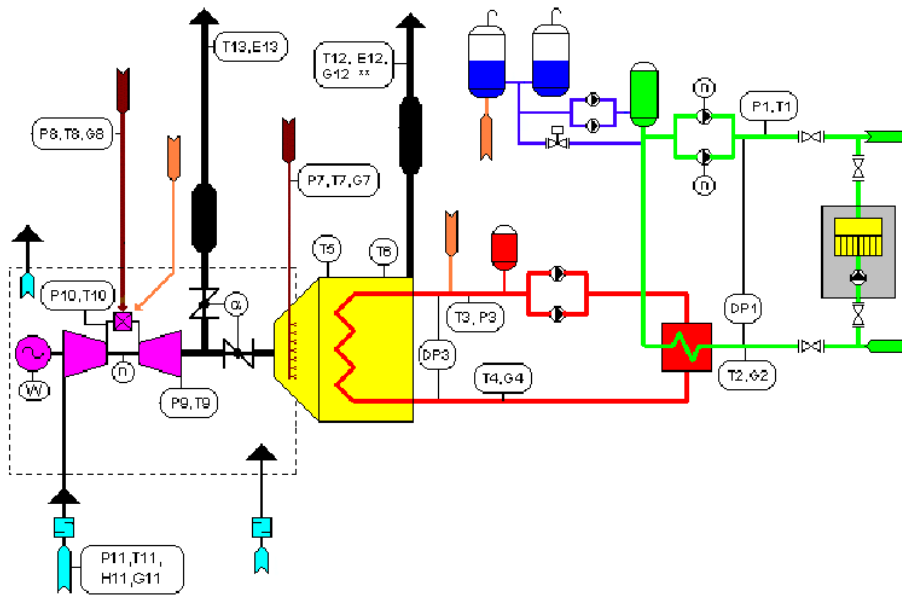 T13,E13
T12, E12,
G12 **
n
P1,T1
P8,T8,G8
n
P7,T7,G7
T5
T6
P10,T10
α
T3, P3
DP1
DP3
n
W
T4,G4
T2,G2
P9,T9
P11,T11,
H11,G11